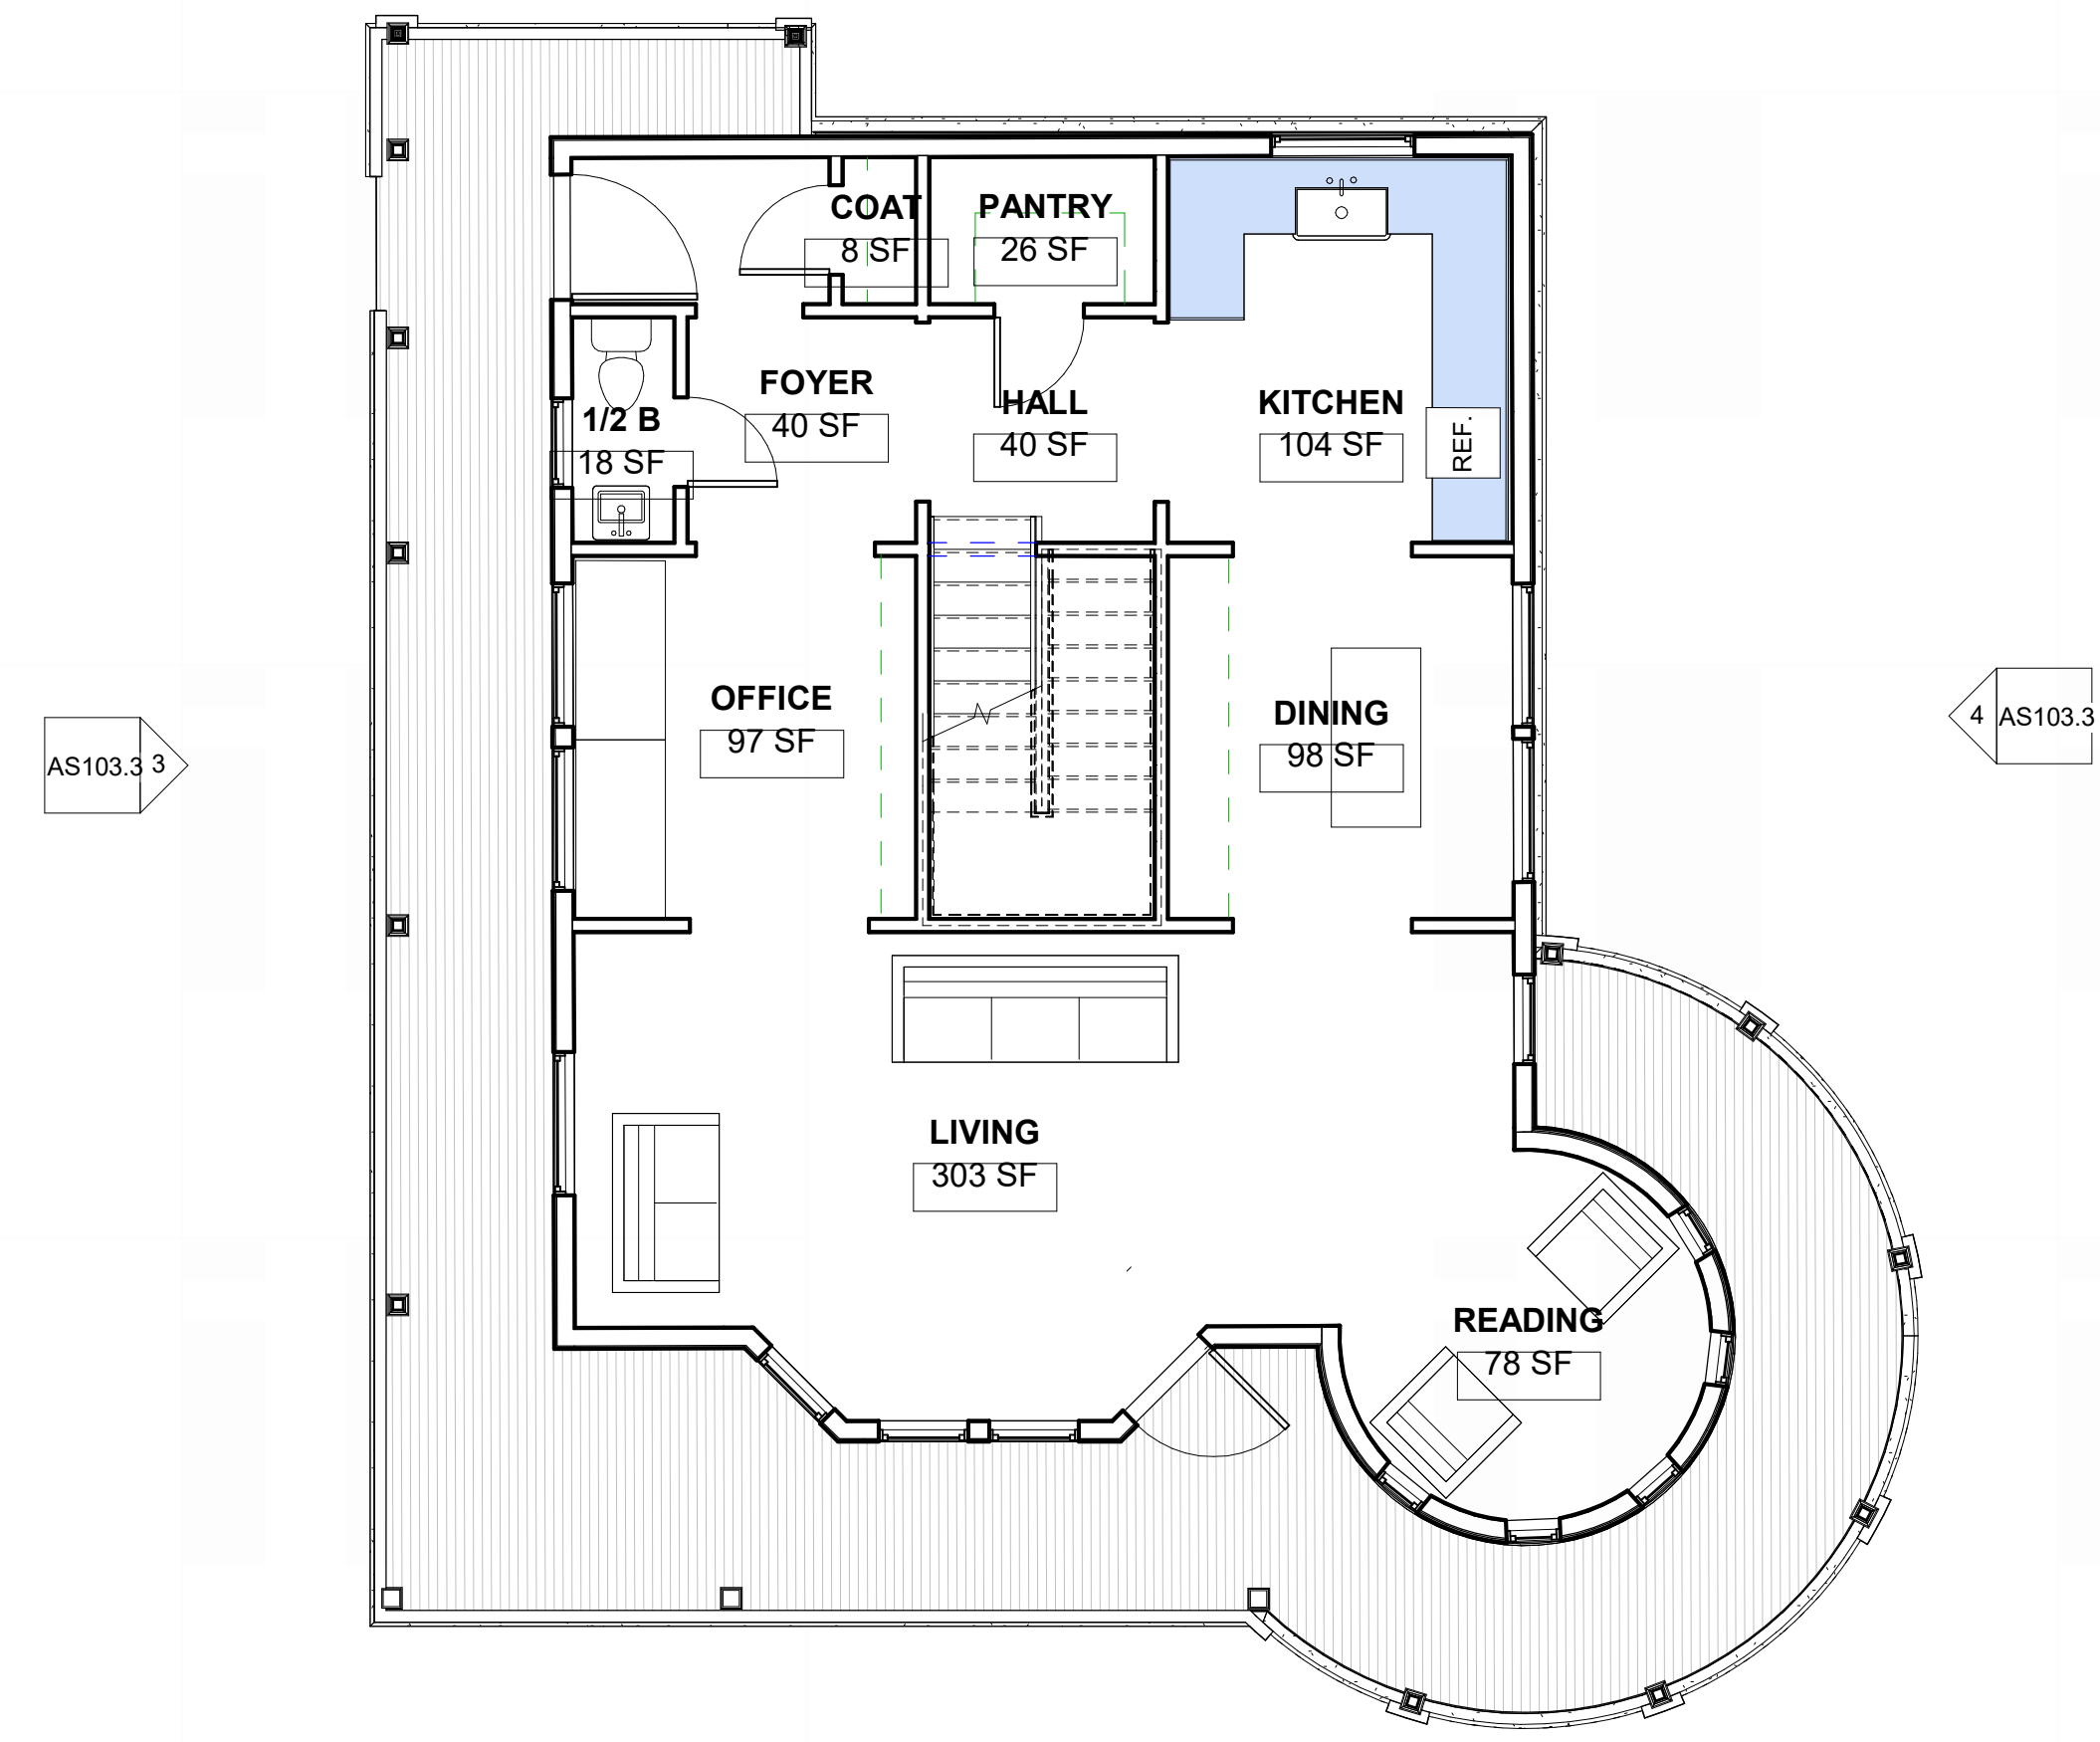 COAT
8 SF
PANTRY
26 SF
FOYER
40 SF
1/2 B
18 SF
HALL
40 SF
KITCHEN
104 SF
REF.
OFFICE
97 SF
DINING
98 SF
AS103.3 3
4 AS103.3
LIVING
303 SF
READING
78 SF